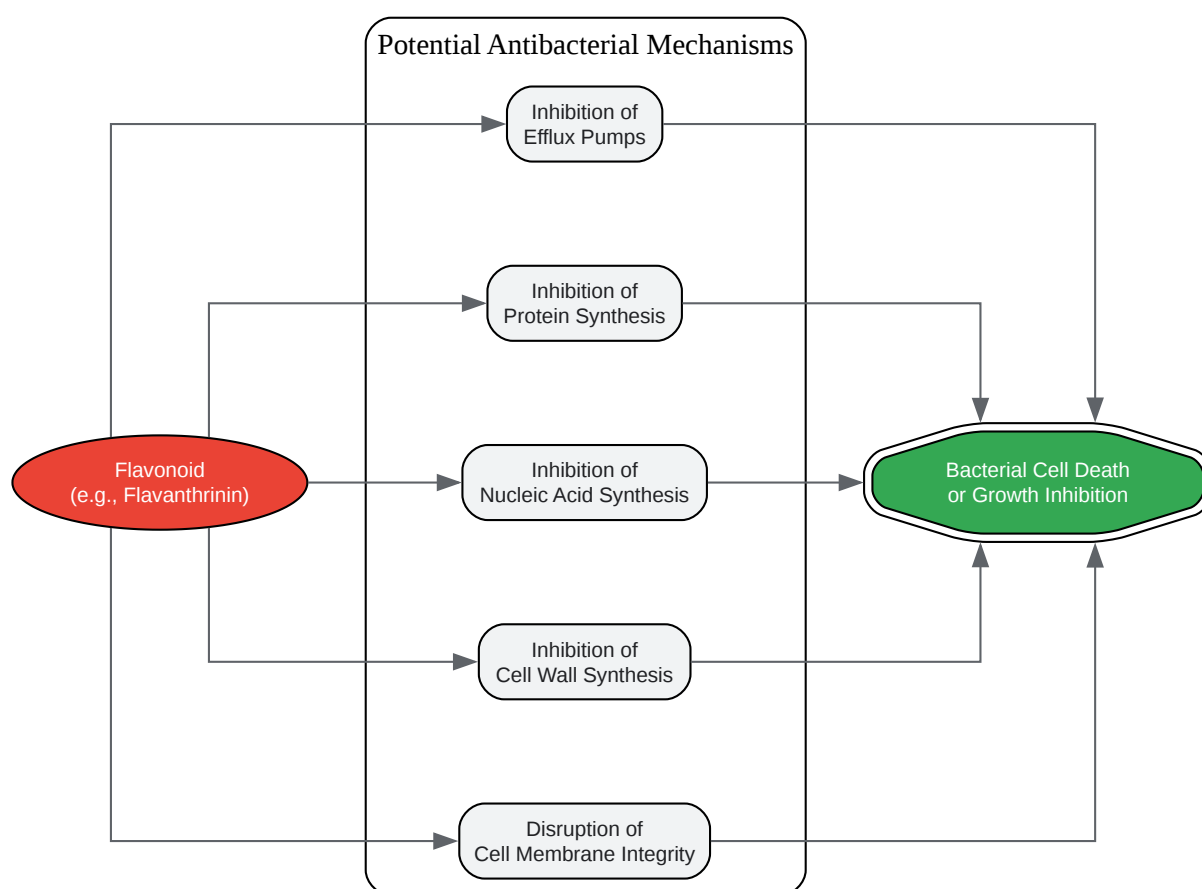 Potential Antibacterial Mechanisms
Inhibition of
Efflux Pumps
Inhibition of
Protein Synthesis
Flavonoid
(e.g., Flavanthrinin)
Inhibition of
Nucleic Acid Synthesis
Bacterial Cell Death
or Growth Inhibition
Inhibition of
Cell Wall Synthesis
Disruption of
Cell Membrane Integrity